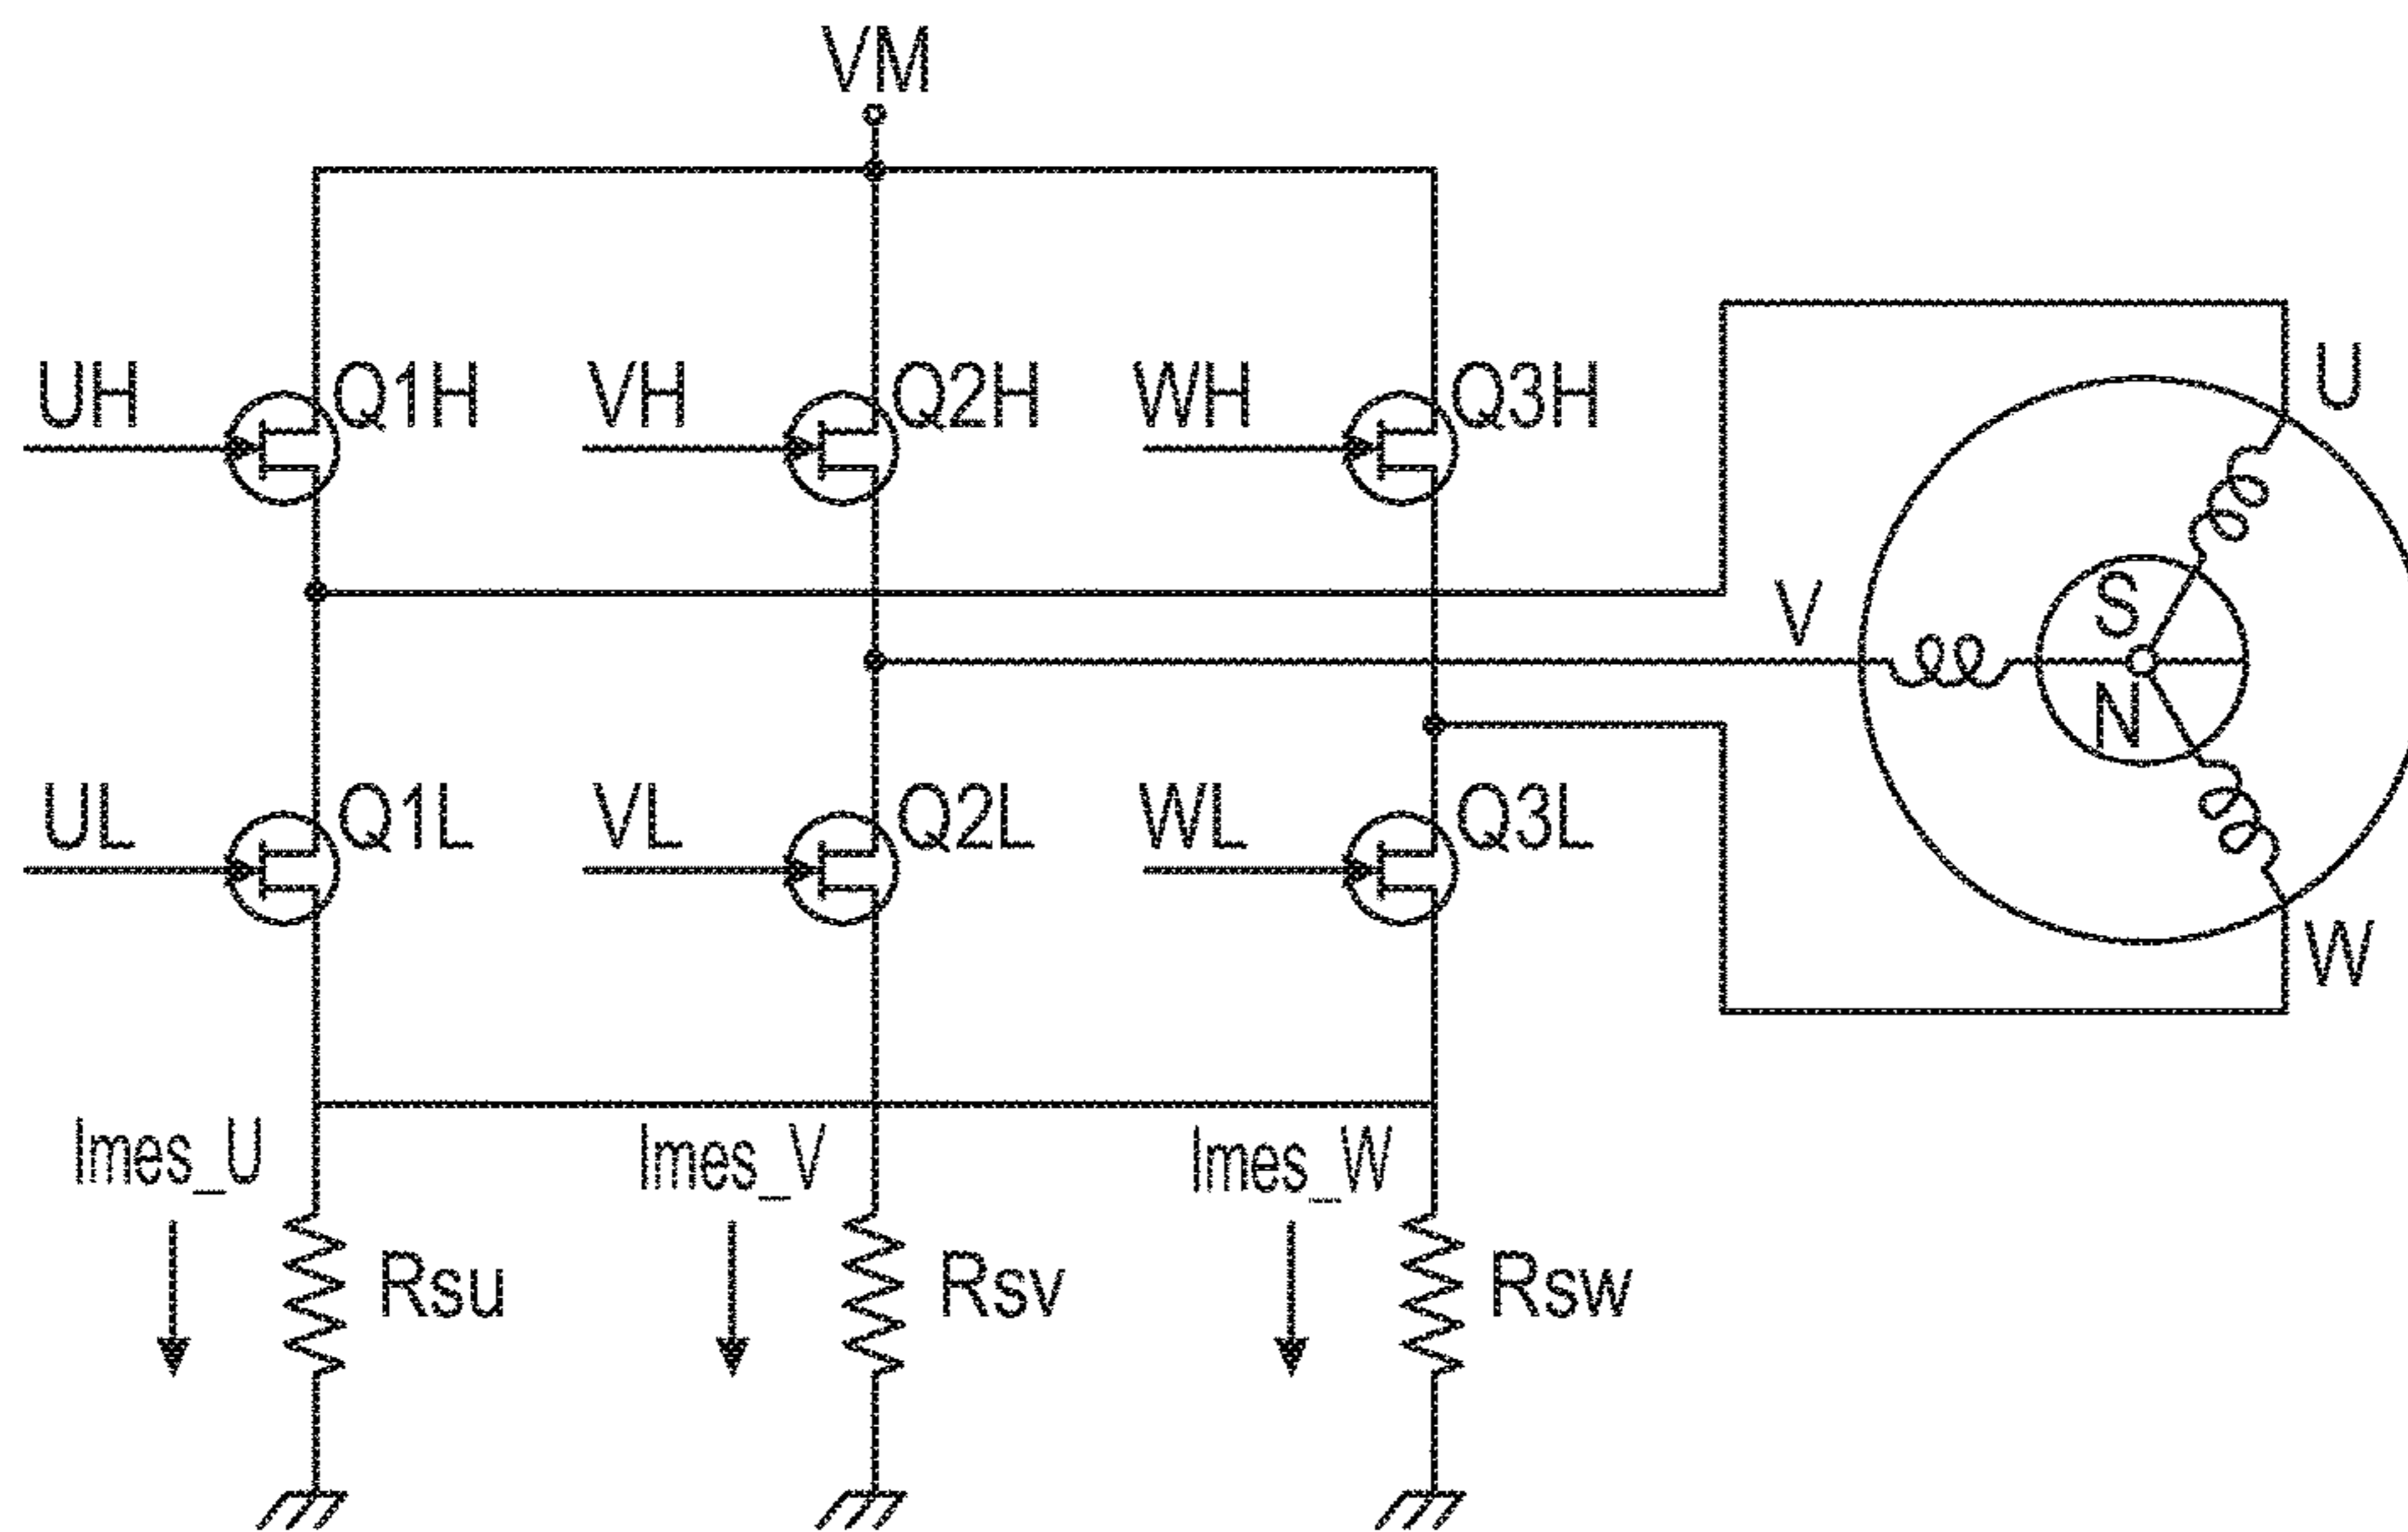 VM
UH
Q1H
VH
Q2H
WH
Q3H
U
V
S
N
UL
Q1L
VL
Q2L
WL
Q3L
W
Imes_U
Imes_V
Imes_W
Rsu
Rsv
Rsw